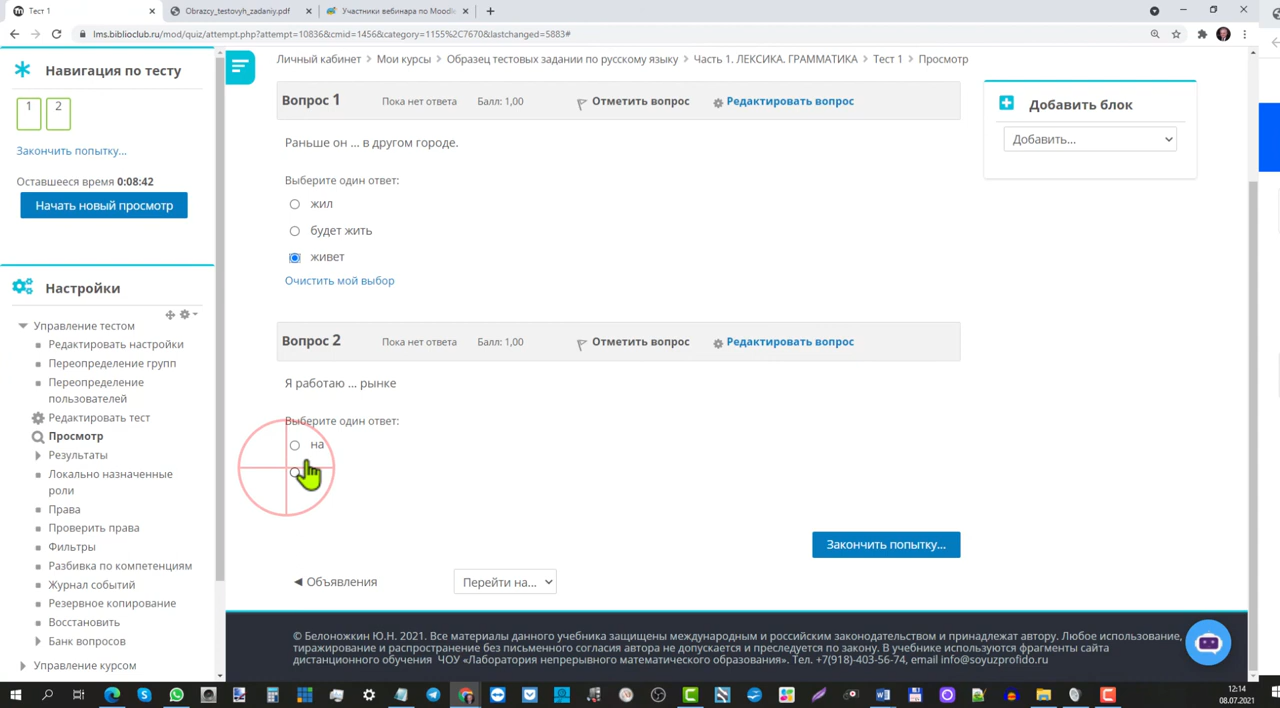 Тест 1
Obrazcy_testovyh_zadaniy.pdf
Участники вебинара по Moodl
lms.biblioclub.ru/mod/quiz/attempt.php?attempt=10836&cmid=1456&category=1155%2C7670&lastchanged=5883#
Навигация по тесту
1 2
Закончить попытку...
Оставшееся время 0:08:42
Начать новый просмотр
Настройки
Управление тестом
Редактировать настройки
Переопределение групп
Переопределение
пользователей
Редактировать тест
Просмотр
Результаты
Локально назначенные
роли
Права
Проверить права
Фильтры
Разбивка по компетенциям
Журнал событий
Резервное копирование
Восстановить
Банк вопросов
Управление курсом
Личный кабинет > Мои курсы > Образец тестовых задании по русскому языку > Часть 1. ЛЕКСИКА. ГРАММАТИКА > Тест 1 > Просмотр
Вопрос 1 Пока нет ответа Балл: 1,00 Отметить вопрос Редактировать вопрос
Раньше он ... в другом городе.
Выберите один ответ:
жил
будет жить
живет
Очистить мой выбор
Вопрос 2 Пока нет ответа Балл: 1,00 Отметить вопрос Редактировать вопрос
Я работаю ... рынке
Выберите один ответ:
на
Закончить попытку...
◄ Объявления
Перейти на...
Добавить блок
Добавить...
© Белоножкин Ю.Н. 2021. Все материалы данного учебника защищены международным и российским законодательством и принадлежат автору. Любое использование,
тиражирование и распространение без письменного согласия автора не допускается и преследуется по закону. В учебнике используются фрагменты сайта
дистанционного обучения ЧОУ «Лаборатория непрерывного математического образования». Тел. +7(918)-403-56-74, email info@soyuzprofido.ru
12:14
08.07.2021